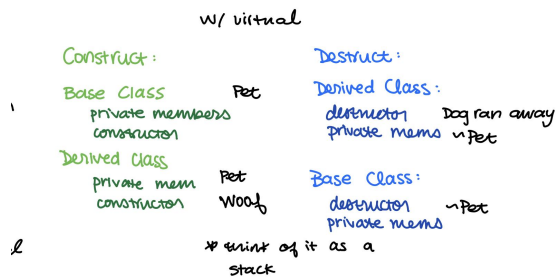 w/ virtual
Construct:
Base Class Pet
private members
constructor
Derived Class
private mem Pet
constructor Woof
Destruct:
Derived Class:
destructor Dog ran away
private mems ~Pet
Base Class:
destructor ~Pet
private mems
* think of it as a
stack